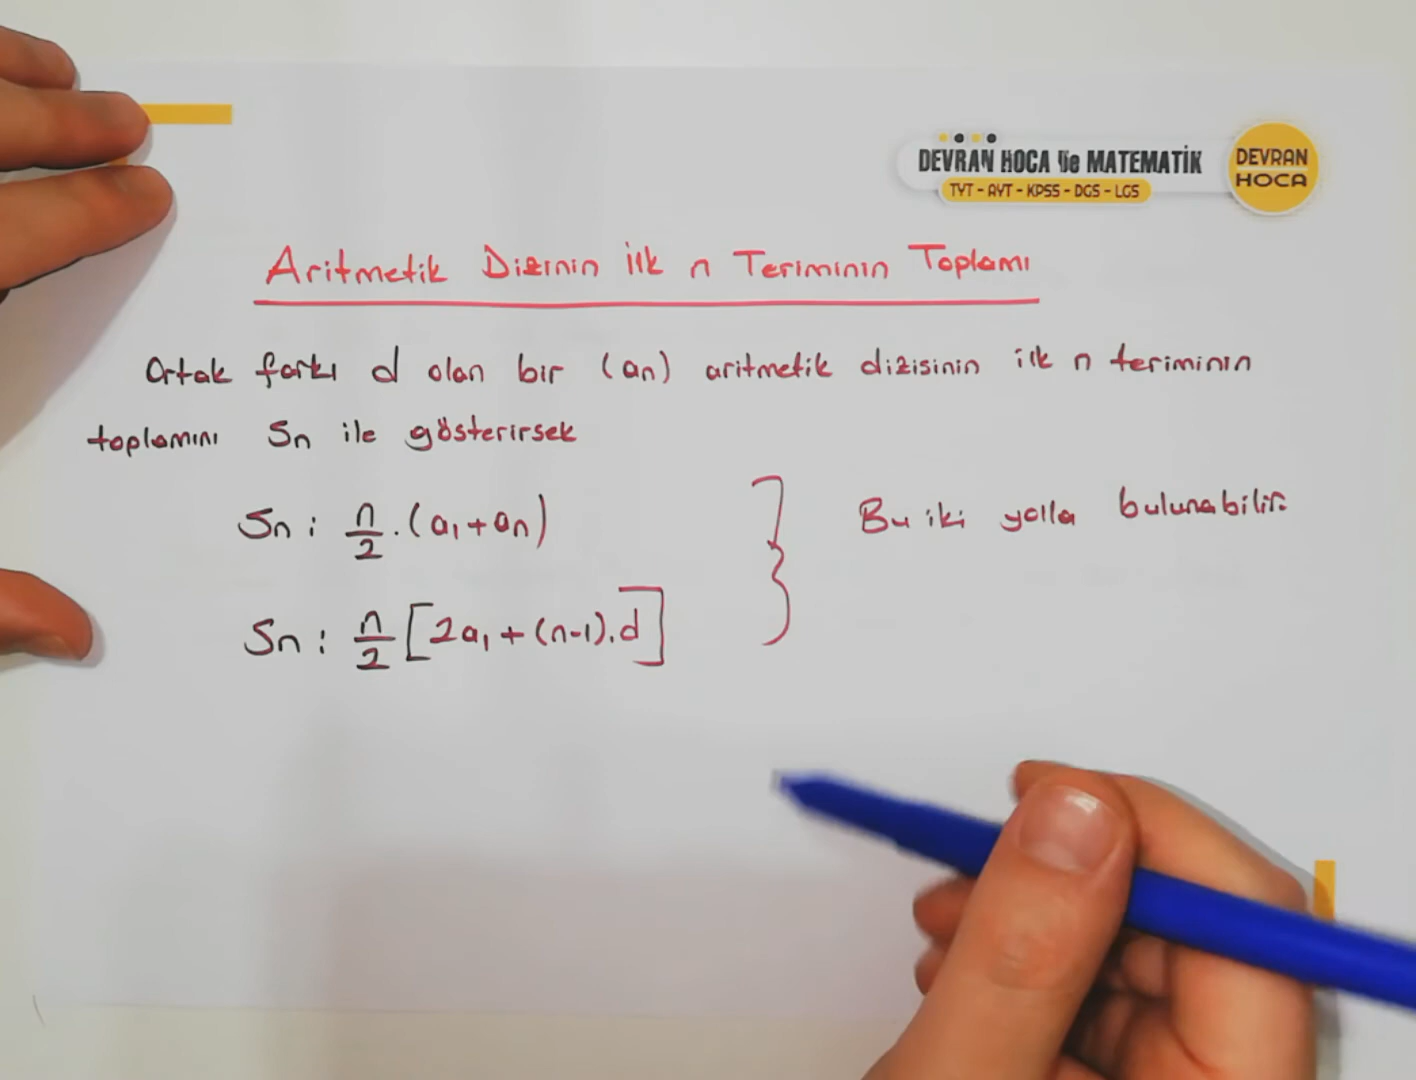 DEVRAN HOCA ile MATEMATİK
DEVRAN
HOCA
TYT - AYT - KPSS - DGS - LGS
Aritmetik Dizinin İlk n Teriminin Toplamı
Ortak farkı d olan bir (an) aritmetik dizisinin ilk n teriminin
toplamını Sn ile gösterirsek
Sn : n/2 . (a₁ + an)
Bu iki yolla bulunabilir.
Sn : n/2 [2a₁ + (n-1).d]